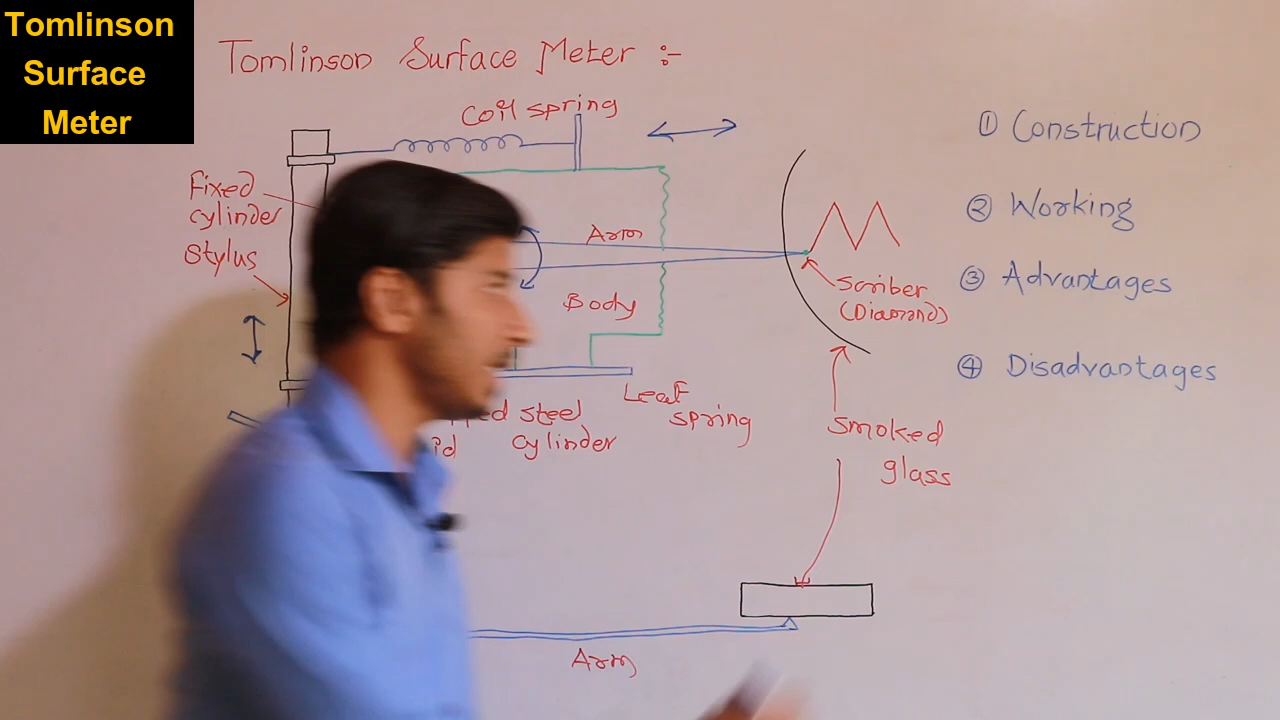 Tomlinson
Surface
Meter
Tomlinson Surface Meter :-
Coil spring
Fixed
cylinder
Stylus
Arm
Body
Scriber
(Diamond)
Leaf
spring
steel
cylinder
Smoked
glass
Arm
① Construction
② Working
③ Advantages
④ Disadvantages